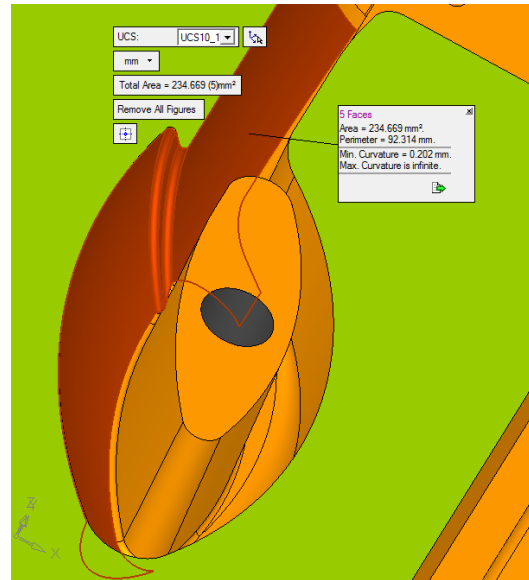 UCS:
UCS10_1
mm
Total Area = 234.669 (5)mm²
Remove All Figures
5 Faces
Area = 234.669 mm².
Perimeter = 92.314 mm.
Min. Curvature = 0.202 mm.
Max. Curvature is infinite.
Z
X